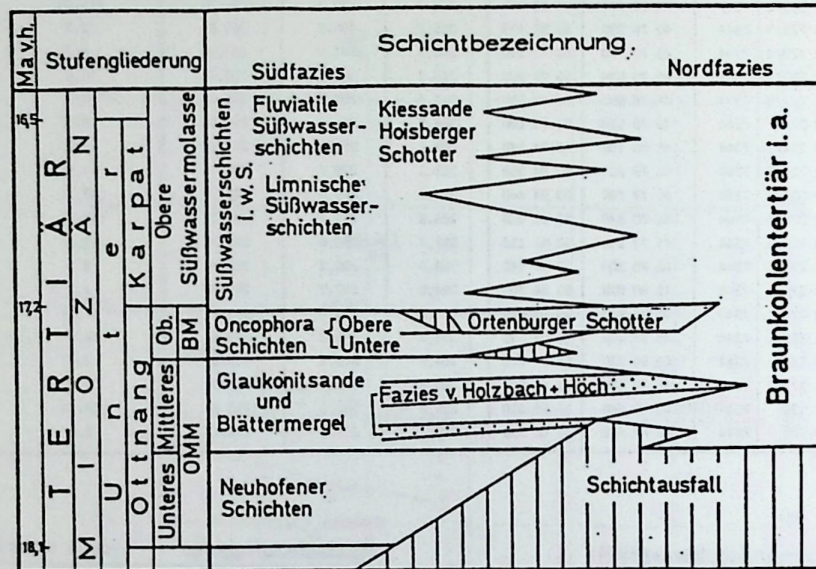 Ma v.h.
Stufengliederung
Schichtbezeichnung
Südfazies
Nordfazies
16,5
17,2
18,1
TERTIÄR
MIOZÄN
Unter
Karpat
Ottnang
Obere
Ob.
Mittleres
Unteres
Süßwassermolasse
BM
OMM
Süßwasserschichten
i. w. S.
Fluviatile
Süßwasser-
schichten
Limnische
Süßwasser-
schichten
Kiessande
Hoisberger
Schotter
Oncophora
Schichten
Obere
Untere
Ortenburger Schotter
Glaukonitsande
und
Blättermergel
Fazies v. Holzbach + Höch
Neuhofener
Schichten
Schichtausfall
Braunkohlentertiär i. a.